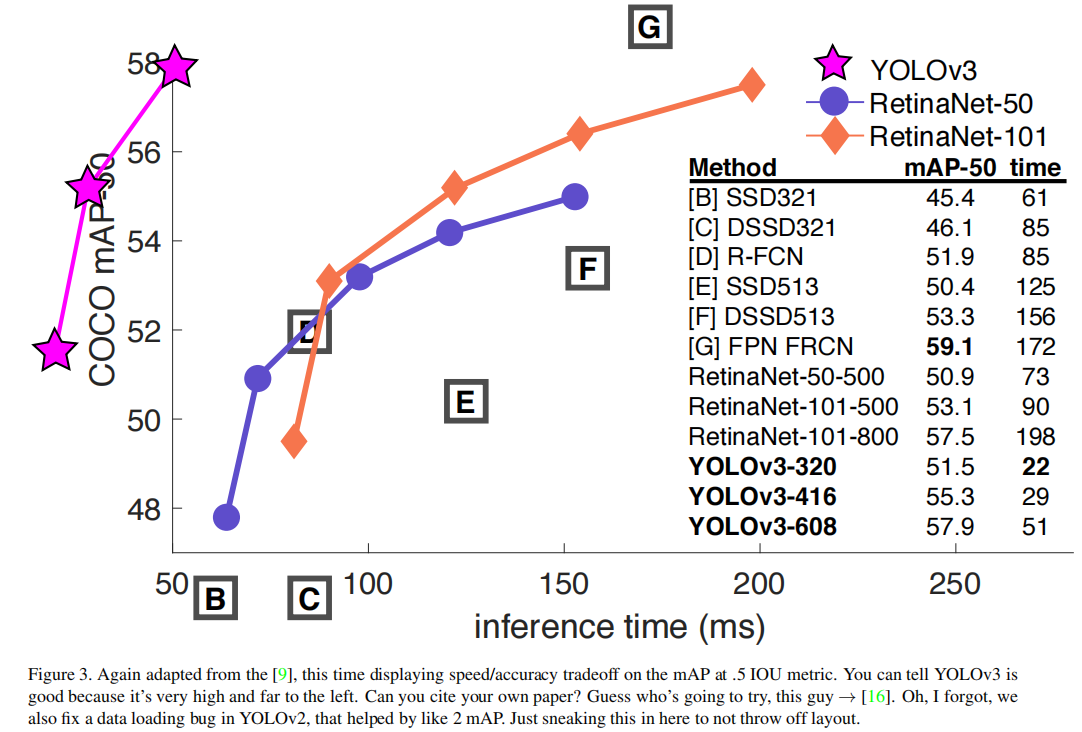 G
58
56
54
52
50
48
COCO mAP-50
D
E
F
B
C
50
100
150
200
250
inference time (ms)
YOLOv3
RetinaNet-50
RetinaNet-101
Method mAP-50 time
[B] SSD321 45.4 61
[C] DSSD321 46.1 85
[D] R-FCN 51.9 85
[E] SSD513 50.4 125
[F] DSSD513 53.3 156
[G] FPN FRCN 59.1 172
RetinaNet-50-500 50.9 73
RetinaNet-101-500 53.1 90
RetinaNet-101-800 57.5 198
YOLOv3-320 51.5 22
YOLOv3-416 55.3 29
YOLOv3-608 57.9 51
Figure 3. Again adapted from the [9], this time displaying speed/accuracy tradeoff on the mAP at .5 IOU metric. You can tell YOLOv3 is
good because it's very high and far to the left. Can you cite your own paper? Guess who's going to try, this guy → [16]. Oh, I forgot, we
also fix a data loading bug in YOLOv2, that helped by like 2 mAP. Just sneaking this in here to not throw off layout.